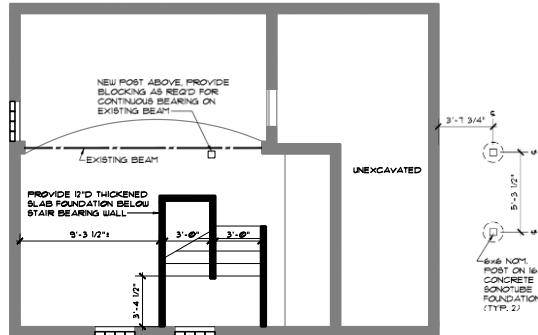 NEW POST ABOVE, PROVIDE
BLOCKING AS REQ'D FOR
CONTINUOUS BEARING ON
EXISTING BEAM
3'-7 3/4"
EXISTING BEAM
UNEXCAVATED
PROVIDE 12"D THICKENED
SLAB FOUNDATION BELOW
STAIR BEARING WALL
5'-3 1/2"
9'-3 1/2"±
3'-0"
3'-0"
3'-4 1/2"
6x6 NOM.
POST ON 16
CONCRETE
SONOTUBE
FOUNDATION
(TYP. 2)